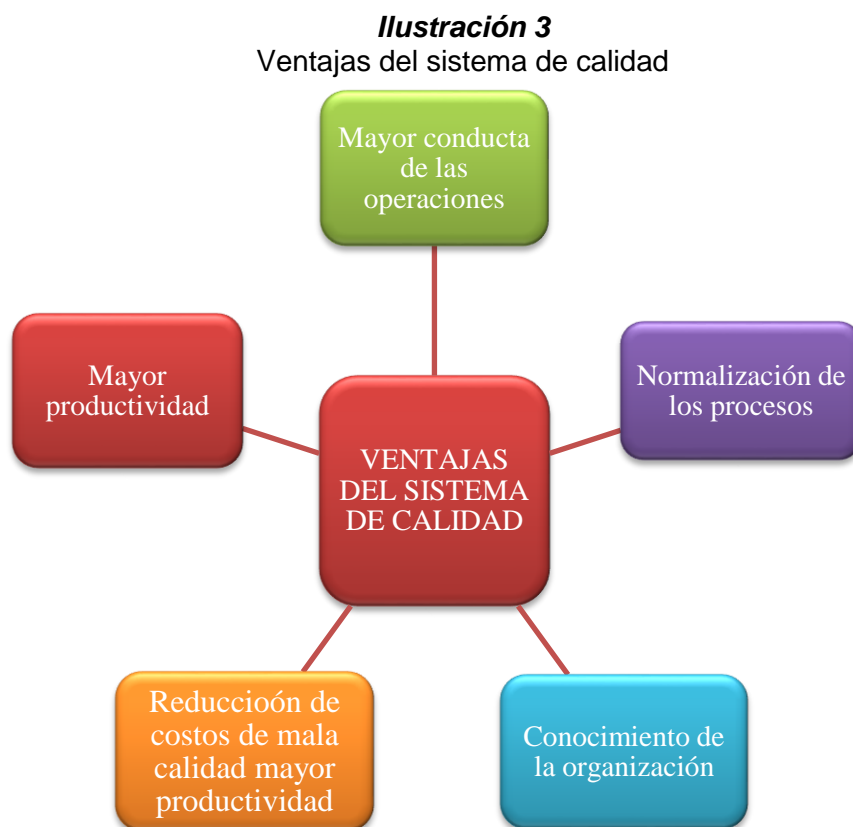 Ilustración 3
Ventajas del sistema de calidad
Mayor conducta
de las
operaciones
Mayor
productividad
Normalización de
los procesos
VENTAJAS
DEL SISTEMA
DE CALIDAD
Reduccioón de
costos de mala
calidad mayor
productividad
Conocimiento de
la organización